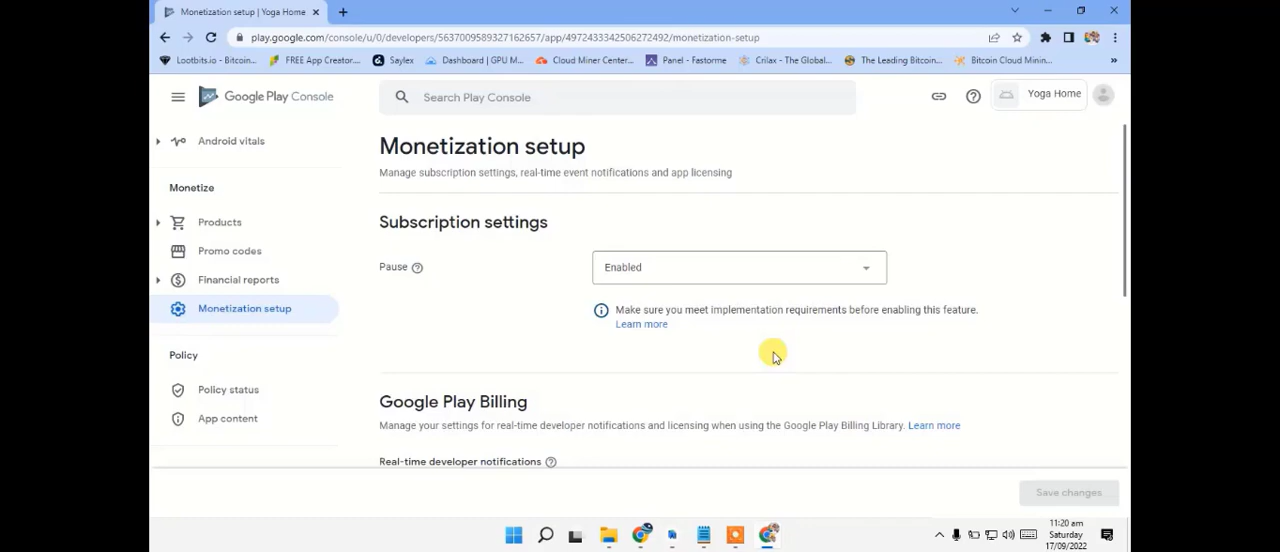 Monetization setup | Yoga Home
play.google.com/console/u/0/developers/5637009589327162657/app/4972433342506272492/monetization-setup
Lootbits.io - Bitcoin... FREE App Creator.... Saylex Dashboard | GPU M... Cloud Miner Center... Panel - Fastorme Crilax - The Global... The Leading Bitcoin... Bitcoin Cloud Minin... »
Google Play Console
Search Play Console
Yoga Home
Android vitals
Monetize
Products
Promo codes
Financial reports
Monetization setup
Policy
Policy status
App content
Monetization setup
Manage subscription settings, real-time event notifications and app licensing
Subscription settings
Pause
Enabled
Make sure you meet implementation requirements before enabling this feature.
Learn more
Google Play Billing
Manage your settings for real-time developer notifications and licensing when using the Google Play Billing Library. Learn more
Real-time developer notifications
Save changes
11:20 am
Saturday
17/09/2022